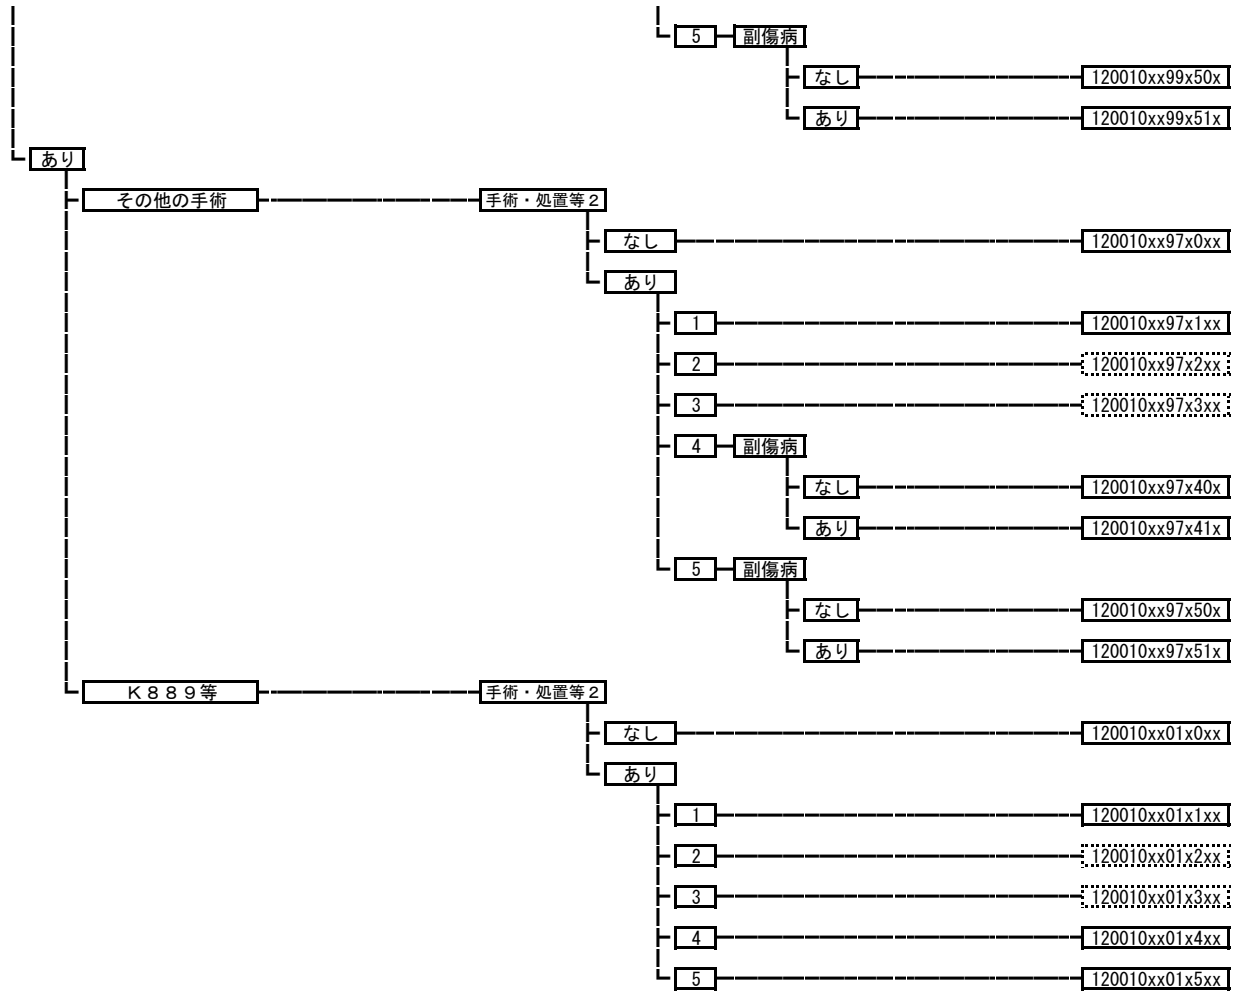 5 副傷病
なし 120010xx99x50x
あり 120010xx99x51x
あり
その他の手術 手術・処置等２
なし 120010xx97x0xx
あり
1 120010xx97x1xx
2 120010xx97x2xx
3 120010xx97x3xx
4 副傷病
なし 120010xx97x40x
あり 120010xx97x41x
5 副傷病
なし 120010xx97x50x
あり 120010xx97x51x
Ｋ８８９等 手術・処置等２
なし 120010xx01x0xx
あり
1 120010xx01x1xx
2 120010xx01x2xx
3 120010xx01x3xx
4 120010xx01x4xx
5 120010xx01x5xx